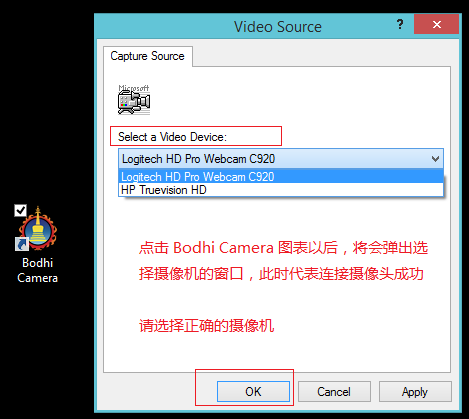 Video Source
?
Capture Source
Microsoft
Select a Video Device:
Logitech HD Pro Webcam C920
Logitech HD Pro Webcam C920
HP Truevision HD
Bodhi
Camera
点击 Bodhi Camera 图表以后，将会弹出选
择摄像机的窗口，此时代表连接摄像头成功
请选择正确的摄像机
OK
Cancel
Apply